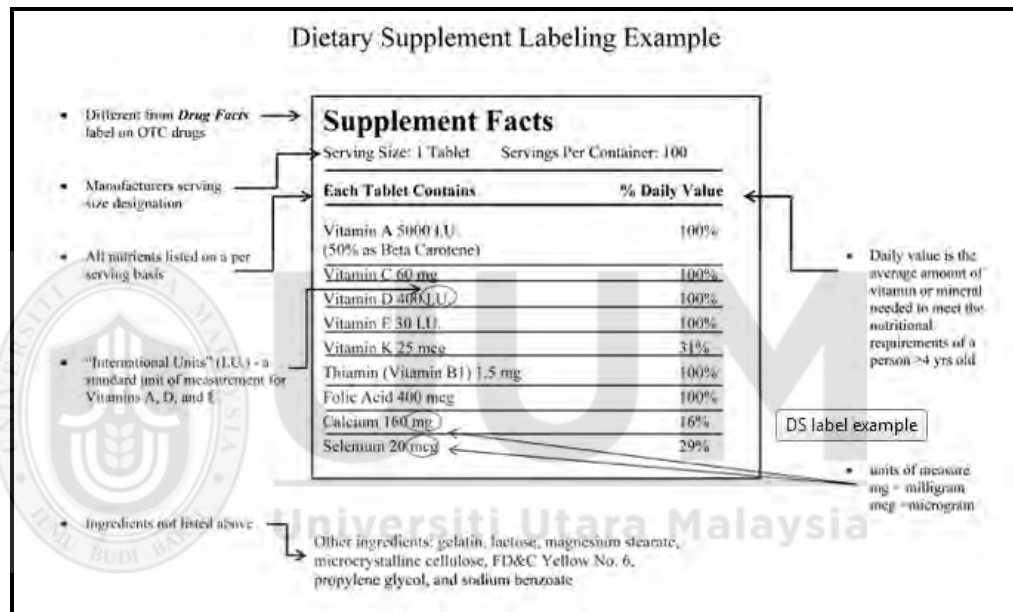 Dietary Supplement Labeling Example
• Different from Drug Facts
label on OTC drugs
• Manufacturers serving
size designation
• All nutrients listed on a per
serving basis
• "International Units" (I.U.) - a
standard unit of measurement for
Vitamins A, D, and E
• Ingredients not listed above
Supplement Facts
Serving Size: 1 Tablet Servings Per Container: 100
Each Tablet Contains % Daily Value
Vitamin A 5000 I.U. 100%
(50% as Beta Carotene)
Vitamin C 60 mg 100%
Vitamin D 400 I.U. 100%
Vitamin E 30 I.U. 100%
Vitamin K 25 mcg 31%
Thiamin (Vitamin B1) 1.5 mg 100%
Folic Acid 400 mcg 100%
Calcium 160 mg 16%
Selenium 20 mcg 29%
Other ingredients: gelatin, lactose, magnesium stearate,
microcrystalline cellulose, FD&C Yellow No. 6,
propylene glycol, and sodium benzoate
• Daily value is the
average amount of
vitamin or mineral
needed to meet the
nutritional
requirements of a
person >4 yrs old
DS label example
• units of measure
mg = milligram
mcg =microgram
UUM
Universiti Utara Malaysia
UNIVERSITI UTARA MALAYSIA
ILMU BUDI BAKTI